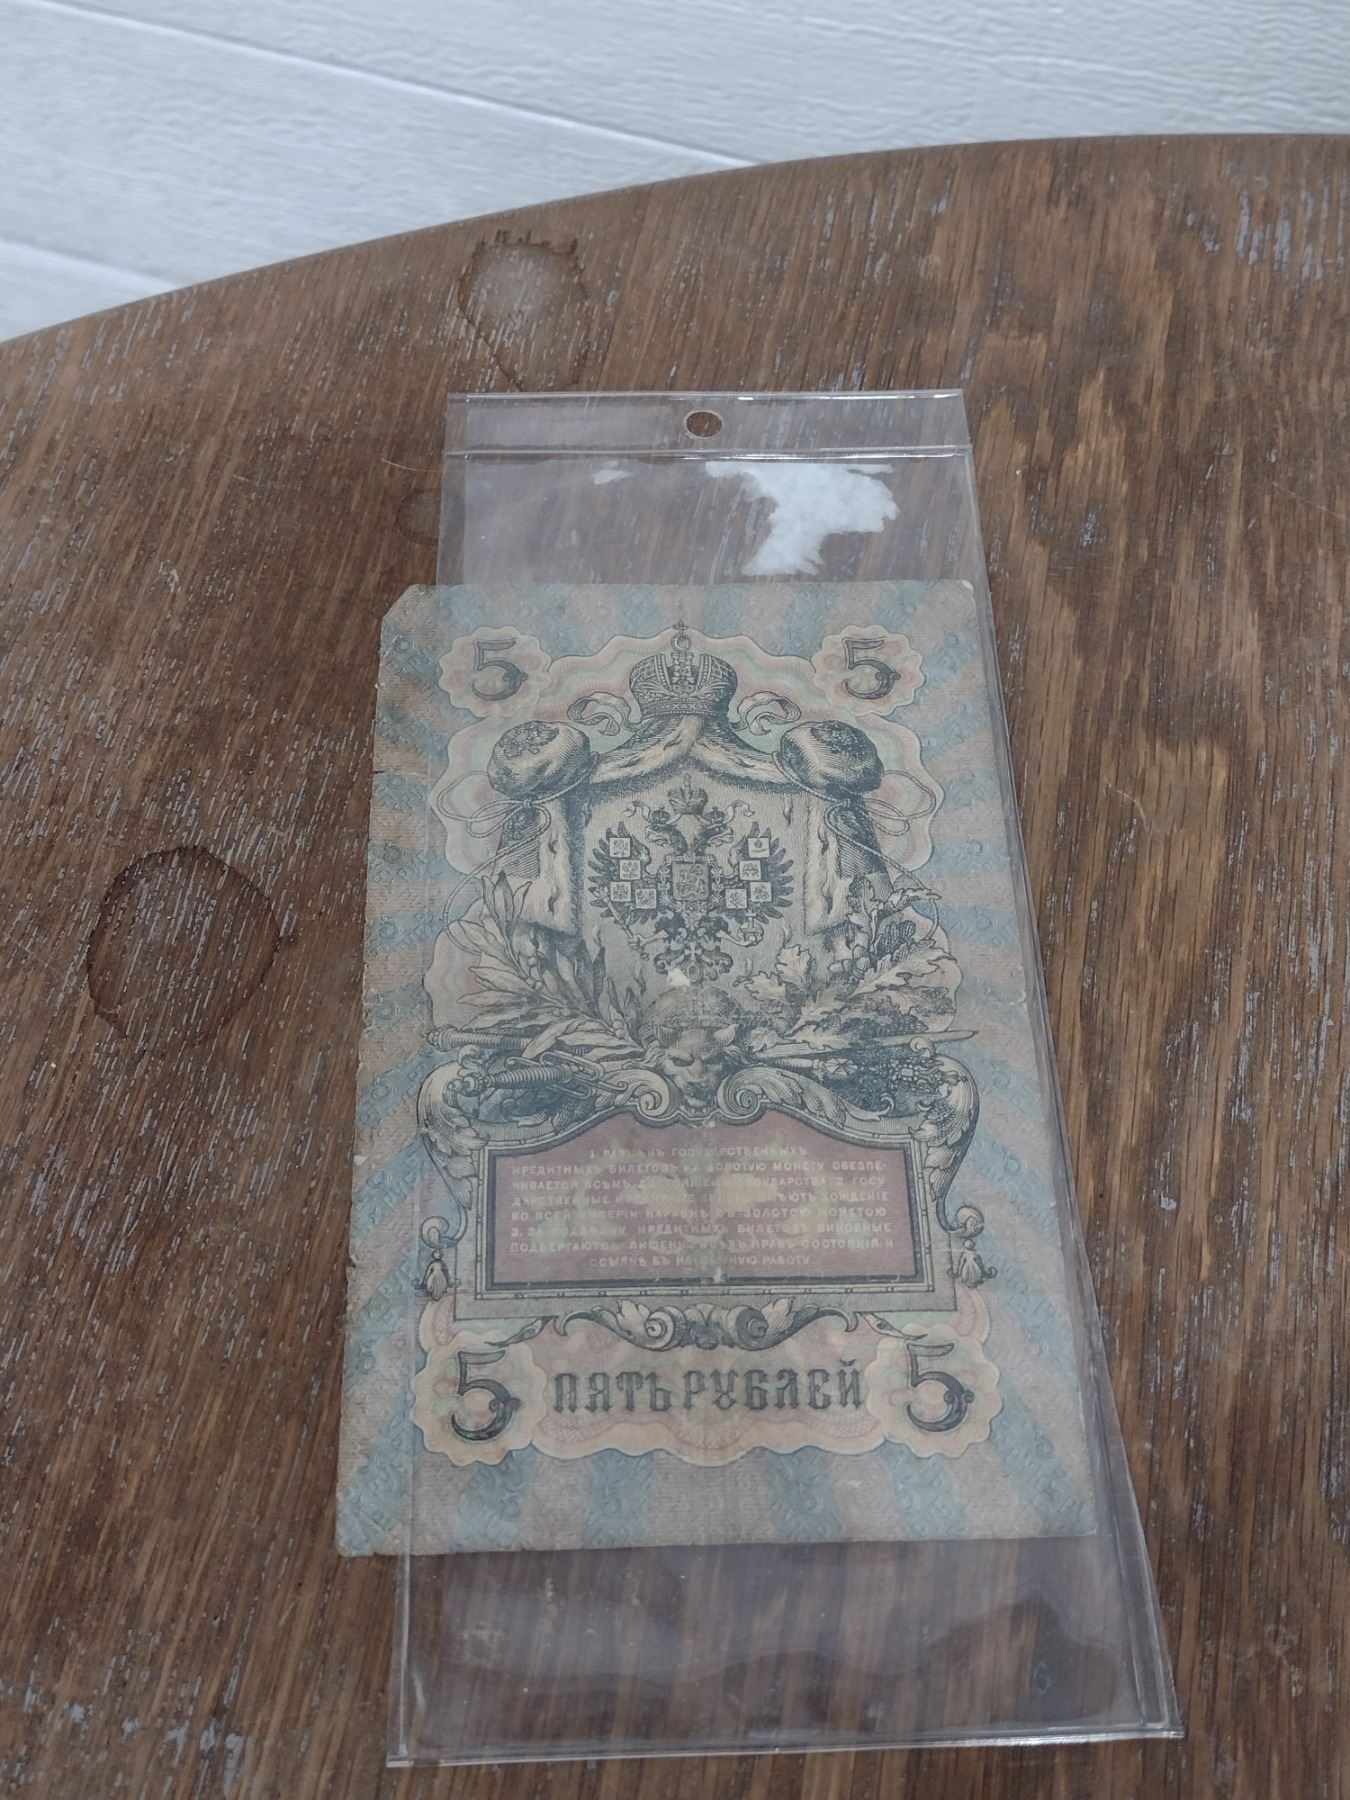 5 5
1. РАЗМѢНЪ ГОСУДАРСТВЕННЫХЪ
КРЕДИТНЫХЪ БИЛЕТОВЪ НА ЗОЛОТУЮ МОНЕТУ ОБЕЗПЕ-
ЧИВАЕТСЯ ВСѢМЪ ДОСТОЯНІЕМЪ ГОСУДАРСТВА. 2. ГОСУ
ДАРСТВЕННЫЕ КРЕДИТНЫЕ БИЛЕТЫ ИМѢЮТЪ ХОЖДЕНІЕ
ВО ВСЕЙ ИМПЕРІИ НАРАВНѢ СЪ ЗОЛОТОЮ МОНЕТОЮ
3. ЗА ПОДДѢЛКУ КРЕДИТНЫХЪ БИЛЕТОВЪ ВИНОВНЫЕ
ПОДВЕРГАЮТСЯ ЛИШЕНІЮ ВСѢХЪ ПРАВЪ СОСТОЯНІЯ И
ССЫЛКѢ ВЪ КАТОРЖНУЮ РАБОТУ
5 ПЯТЬ РУБЛЕЙ 5